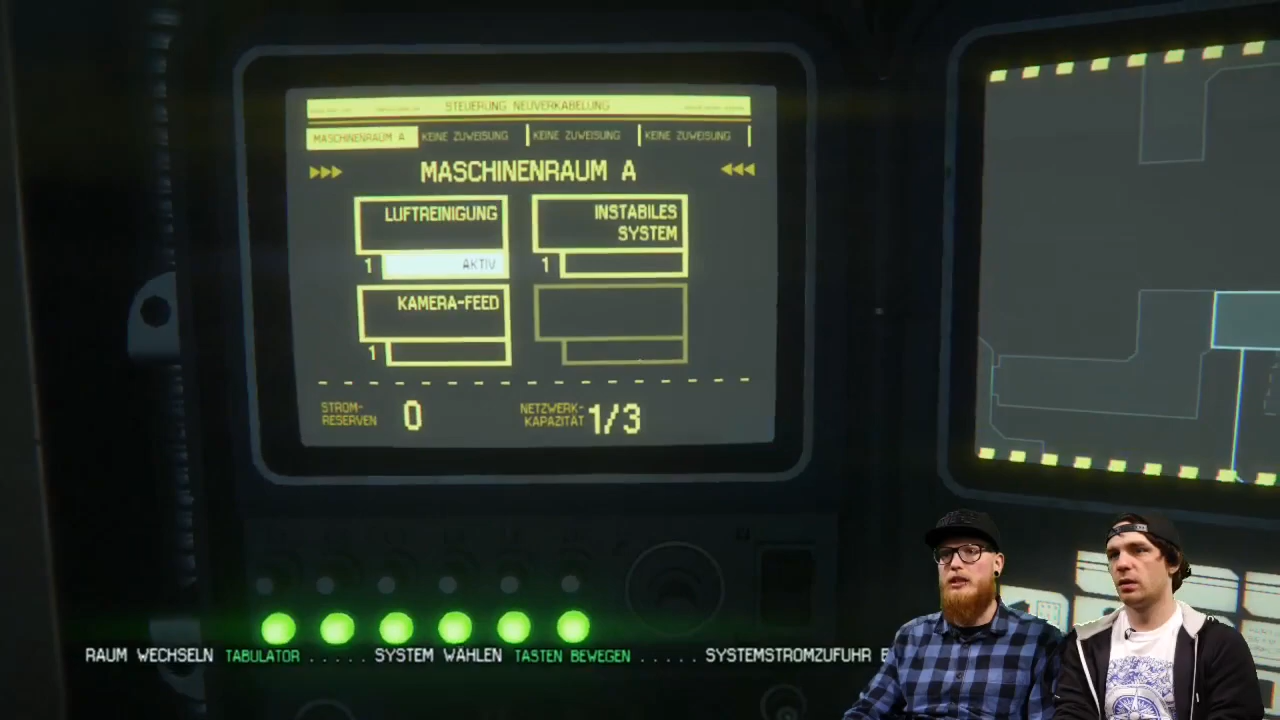 STEUERUNG NEUVERKABELUNG
MASCHINENRAUM A KEINE ZUWEISUNG KEINE ZUWEISUNG KEINE ZUWEISUNG
MASCHINENRAUM A
LUFTREINIGUNG
1 AKTIV
INSTABILES
SYSTEM
1
KAMERA-FEED
1
STROM-
RESERVEN 0
NETZWERK-
KAPAZITÄT 1/3
RAUM WECHSELN TABULATOR ..... SYSTEM WÄHLEN TASTEN BEWEGEN ..... SYSTEMSTROMZUFUHR